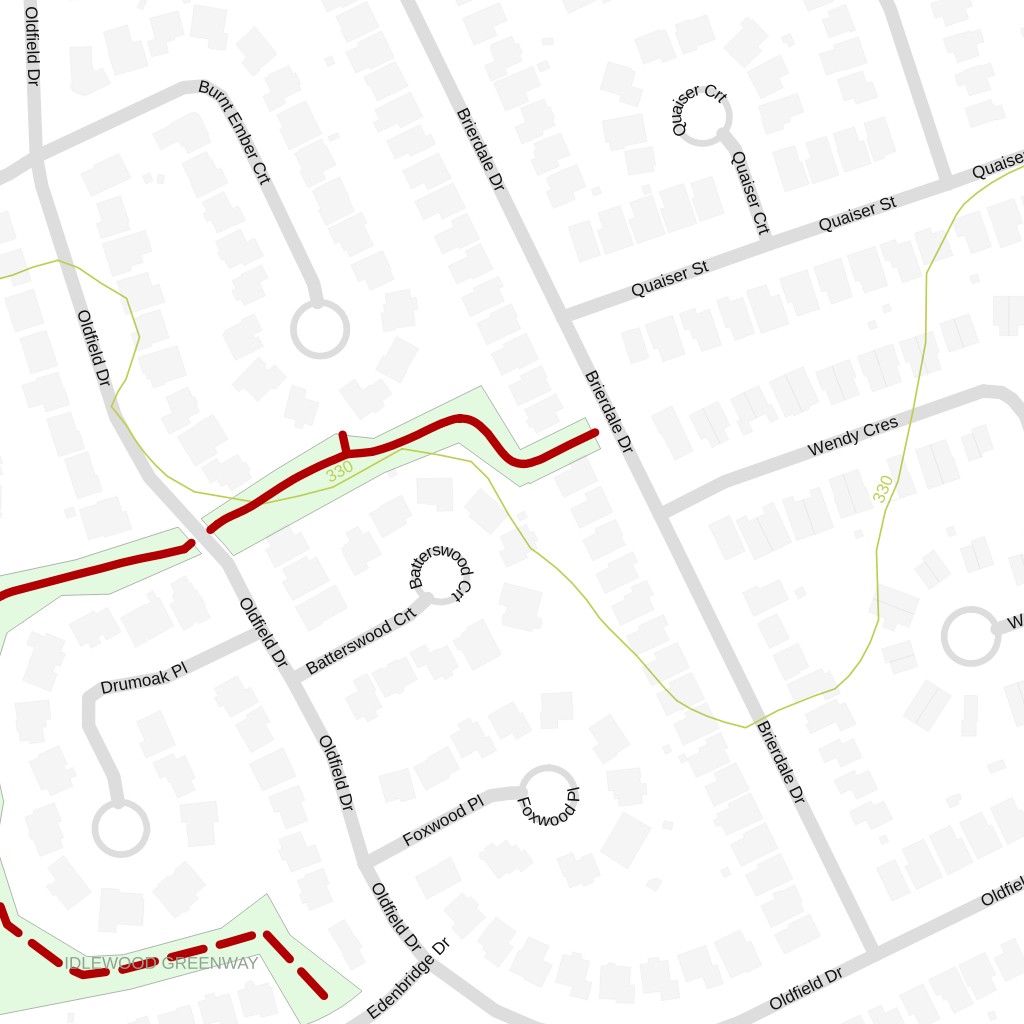 Oldfield Dr
Burnt Ember Crt
Brierdale Dr
Quaiser Crt
Quaiser Crt
Quaiser
Quaiser St
Quaiser St
Oldfield Dr
Brierdale Dr
Wendy Cres
330
330
Batterswood Crt
Oldfield Dr
Batterswood Crt
W
Drumoak Pl
Oldfield Dr
Brierdale Dr
Foxwood Pl
Foxwood Pl
Oldfield Dr
Oldfiel
IDLEWOOD GREENWAY
Edenbridge Dr
Oldfield Dr